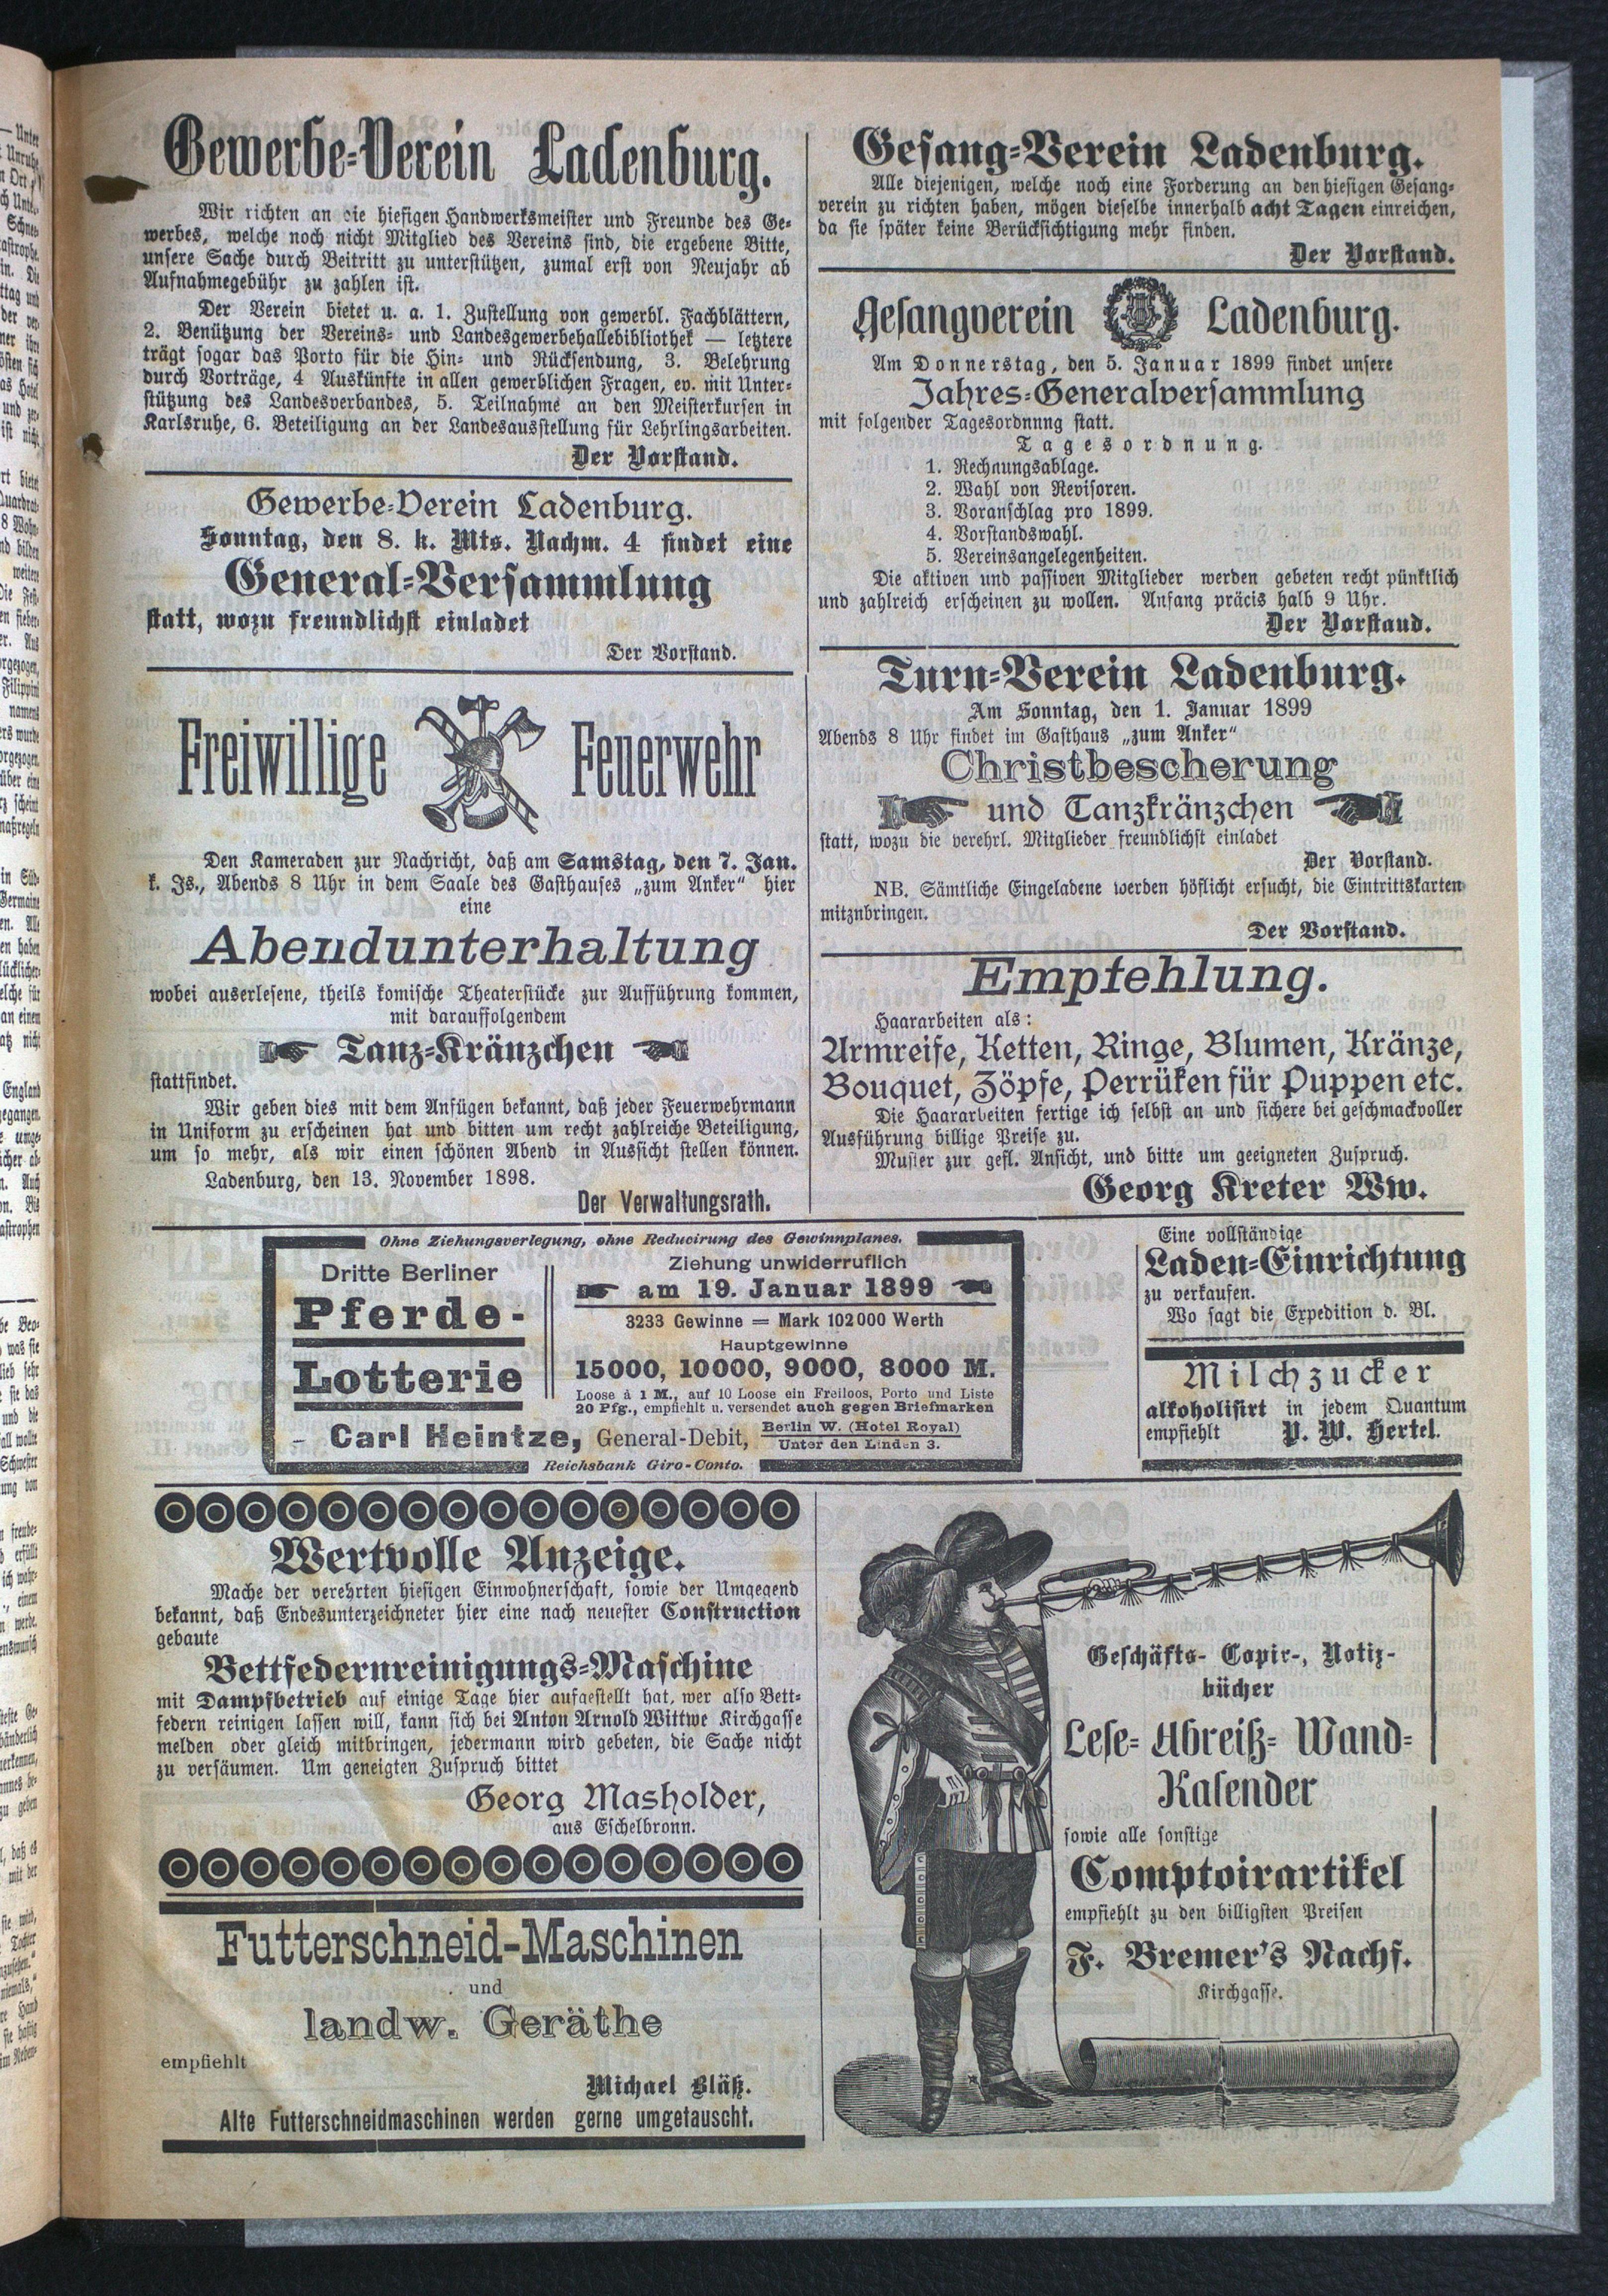 Gewerbe-Verein Ladenburg.
Wir richten an die hiesigen Handwerksmeister und Freunde des Ge-
werbes, welche noch nicht Mitglied des Vereins sind, die ergebene Bitte,
unsere Sache durch Beitritt zu unterstützen, zumal erst von Neujahr ab
Aufnahmegebühr zu zahlen ist.
Der Verein bietet u. a. 1. Zustellung von gewerbl. Fachblättern,
2. Benützung der Vereins- und Landesgewerbehallebibliothek — letztere
trägt sogar das Porto für die Hin- und Rücksendung, 3. Belehrung
durch Vorträge, 4 Auskünfte in allen gewerblichen Fragen, ev. mit Unter-
stützung des Landesverbandes, 5. Teilnahme an den Meisterkursen in
Karlsruhe, 6. Beteiligung an der Landesausstellung für Lehrlingsarbeiten.
Der Vorstand.
Gewerbe-Verein Ladenburg.
Sonntag, den 8. k. Mts. Nachm. 4 findet eine
General-Versammlung
statt, wozu freundlichst einladet
Der Vorstand.
Freiwillige Feuerwehr
Den Kameraden zur Nachricht, daß am Samstag, den 7. Jan.
k. Js., Abends 8 Uhr in dem Saale des Gasthauses „zum Anker“ hier
eine
Abendunterhaltung
wobei auserlesene, theils komische Theaterstücke zur Aufführung kommen,
mit darauffolgendem
Tanz-Kränzchen
stattfindet.
Wir geben dies mit dem Anfügen bekannt, daß jeder Feuerwehrmann
in Uniform zu erscheinen hat und bitten um recht zahlreiche Beteiligung,
um so mehr, als wir einen schönen Abend in Aussicht stellen können.
Ladenburg, den 13. November 1898.
Der Verwaltungsrath.
Gesang-Verein Ladenburg.
Alle diejenigen, welche noch eine Forderung an den hiesigen Gesang-
verein zu richten haben, mögen dieselbe innerhalb acht Tagen einreichen,
da sie später keine Berücksichtigung mehr finden.
Der Vorstand.
Gesangverein Ladenburg.
Am Donnerstag, den 5. Januar 1899 findet unsere
Jahres-Generalversammlung
mit folgender Tagesordnung statt.
Tagesordnung.
1. Rechnungsablage.
2. Wahl von Revisoren.
3. Voranschlag pro 1899.
4. Vorstandswahl.
5. Vereinsangelegenheiten.
Die aktiven und passiven Mitglieder werden gebeten recht pünktlich
und zahlreich erscheinen zu wollen. Anfang präcis halb 9 Uhr.
Der Vorstand.
Turn-Verein Ladenburg.
Am Sonntag, den 1. Januar 1899
Abends 8 Uhr findet im Gasthaus „zum Anker“
Christbescherung
und Tanzkränzchen
statt, wozu die verehrl. Mitglieder freundlichst einladet
Der Vorstand.
NB. Sämtliche Eingeladene werden höflicht ersucht, die Eintrittskarten
mitznbringen.
Der Vorstand.
Empfehlung.
Haararbeiten als:
Armreife, Ketten, Ringe, Blumen, Kränze,
Bouquet, Zöpfe, Perrüken für Puppen etc.
Die Haararbeiten fertige ich selbst an und sichere bei geschmackvoller
Ausführung billige Preise zu.
Muster zur gefl. Ansicht, und bitte um geeigneten Zuspruch.
Georg Kreter Ww.
Ohne Ziehungsverlegung, ohne Reducirung des Gewinnplanes.
Dritte Berliner
Pferde-
Lotterie
Ziehung unwiderruflich
am 19. Januar 1899
3233 Gewinne = Mark 102000 Werth
Hauptgewinne
15000, 10000, 9000, 8000 M.
Loose à 1 M., auf 10 Loose ein Freiloos, Porto und Liste
20 Pfg., empfiehlt u. versendet auch gegen Briefmarken
Carl Heintze, General-Debit, Berlin W. (Hotel Royal)
Unter den Linden 3.
Reichsbank Giro-Conto.
Eine vollständige
Laden-Einrichtung
zu verkaufen.
Wo sagt die Expedition d. Bl.
Milchzucker
alkoholisirt in jedem Quantum
empfiehlt P. W. Hertel.
Wertvolle Anzeige.
Mache der verehrten hiesigen Einwohnerschaft, sowie der Umgegend
bekannt, daß Endesunterzeichneter hier eine nach neuester Construction
gebaute
Bettfedernreinigungs-Maschine
mit Dampfbetrieb auf einige Tage hier aufgestellt hat, wer also Bett-
federn reinigen lassen will, kann sich bei Anton Arnold Wittwe Kirchgasse
melden oder gleich mitbringen, jedermann wird gebeten, die Sache nicht
zu versäumen. Um geneigten Zuspruch bittet
Georg Masholder,
aus Eschelbronn.
Futterschneid-Maschinen
und
landw. Geräthe
empfiehlt
Michael Bläß.
Alte Futterschneidmaschinen werden gerne umgetauscht.
Geschäfts- Copir-, Notiz-
bücher
Lese- Abreiß- Wand-
Kalender
sowie alle sonstige
Comptoirartikel
empfiehlt zu den billigsten Preisen
F. Bremer's Nachf.
Kirchgasse.